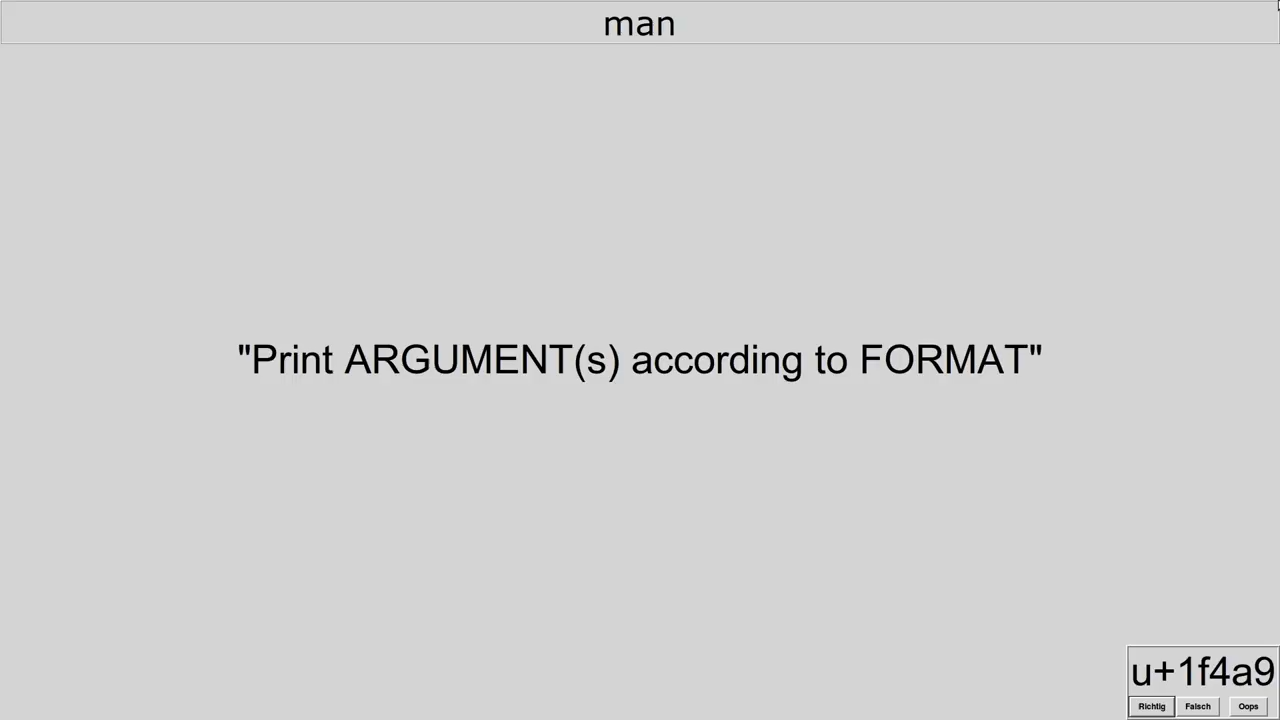 man
"Print ARGUMENT(s) according to FORMAT"
u+1f4a9
Richtig Falsch Oops